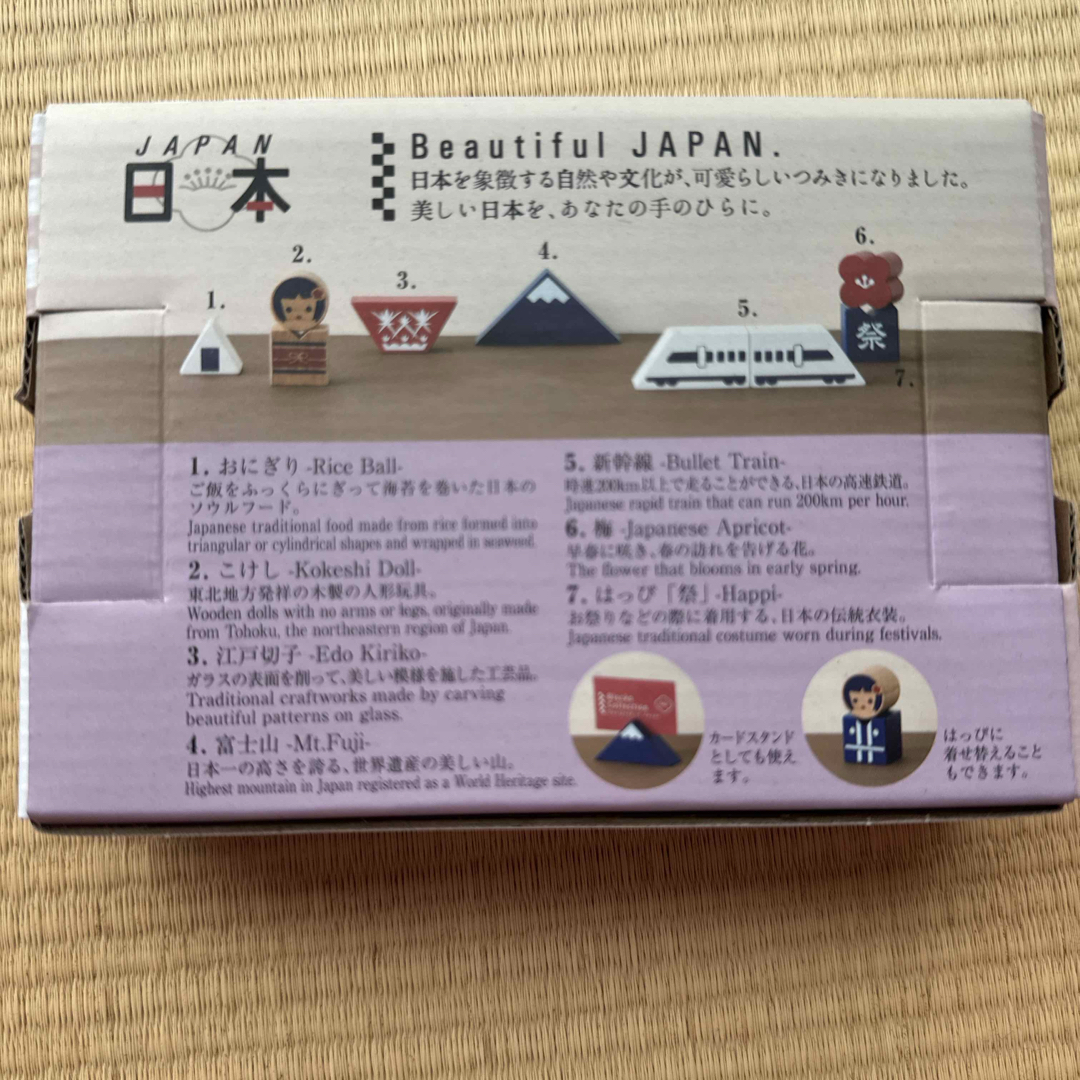 JAPAN
日本
Beautiful JAPAN.
日本を象徴する自然や文化が、可愛らしいつみきになりました。
美しい日本を、あなたの手のひらに。
1.
2.
3.
4.
5.
6.
祭
7.
1. おにぎり -Rice Ball-
ご飯をふっくらにぎって海苔を巻いた日本の
ソウルフード。
Japanese traditional food made from rice formed into
triangular or cylindrical shapes and wrapped in seaweed.
2. こけし -Kokeshi Doll-
東北地方発祥の木製の人形玩具。
Wooden dolls with no arms or legs, originally made
from Tohoku, the northeastern region of Japan.
3. 江戸切子 -Edo Kiriko-
ガラスの表面を削って、美しい模様を施した工芸品。
Traditional craftworks made by carving
beautiful patterns on glass.
4. 富士山 -Mt.Fuji-
日本一の高さを誇る、世界遺産の美しい山。
Highest mountain in Japan registered as a World Heritage site.
5. 新幹線 -Bullet Train-
時速200km以上で走ることができる、日本の高速鉄道。
Japanese rapid train that can run 200km per hour.
6. 梅 -Japanese Apricot-
早春に咲き、春の訪れを告げる花。
The flower that blooms in early spring.
7. はっぴ「祭」-Happi-
お祭りなどの際に着用する、日本の伝統衣装。
Japanese traditional costume worn during festivals.
カードスタンド
としても使え
ます。
はっぴに
着せ替えること
もできます。